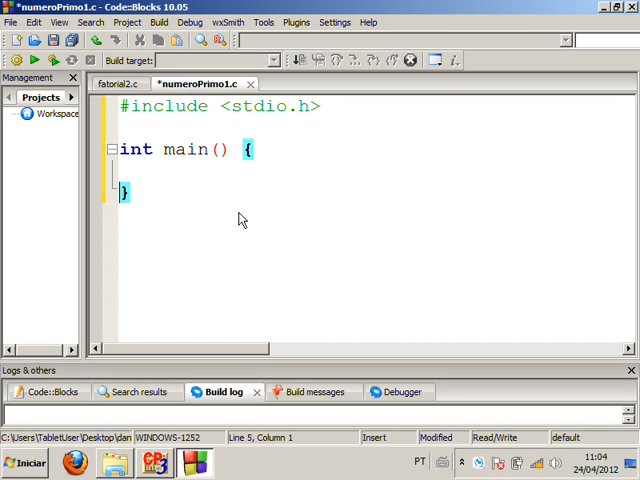 *numeroPrimo1.c - Code::Blocks 10.05
File Edit View Search Project Build Debug wxSmith Tools Plugins Settings Help
Build target:
Management
Projects
Workspace
fatorial2.c
*numeroPrimo1.c
#include <stdio.h>
int main() {
}
Logs & others
Code::Blocks
Search results
Build log
Build messages
Debugger
C:\Users\TabletUser\Desktop\dan
WINDOWS-1252
Line 5, Column 1
Insert
Modified
Read/Write
default
Iniciar
PT
11:04
24/04/2012